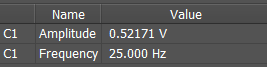 Name Value
C1 Amplitude 0.52171 V
C1 Frequency 25.000 Hz